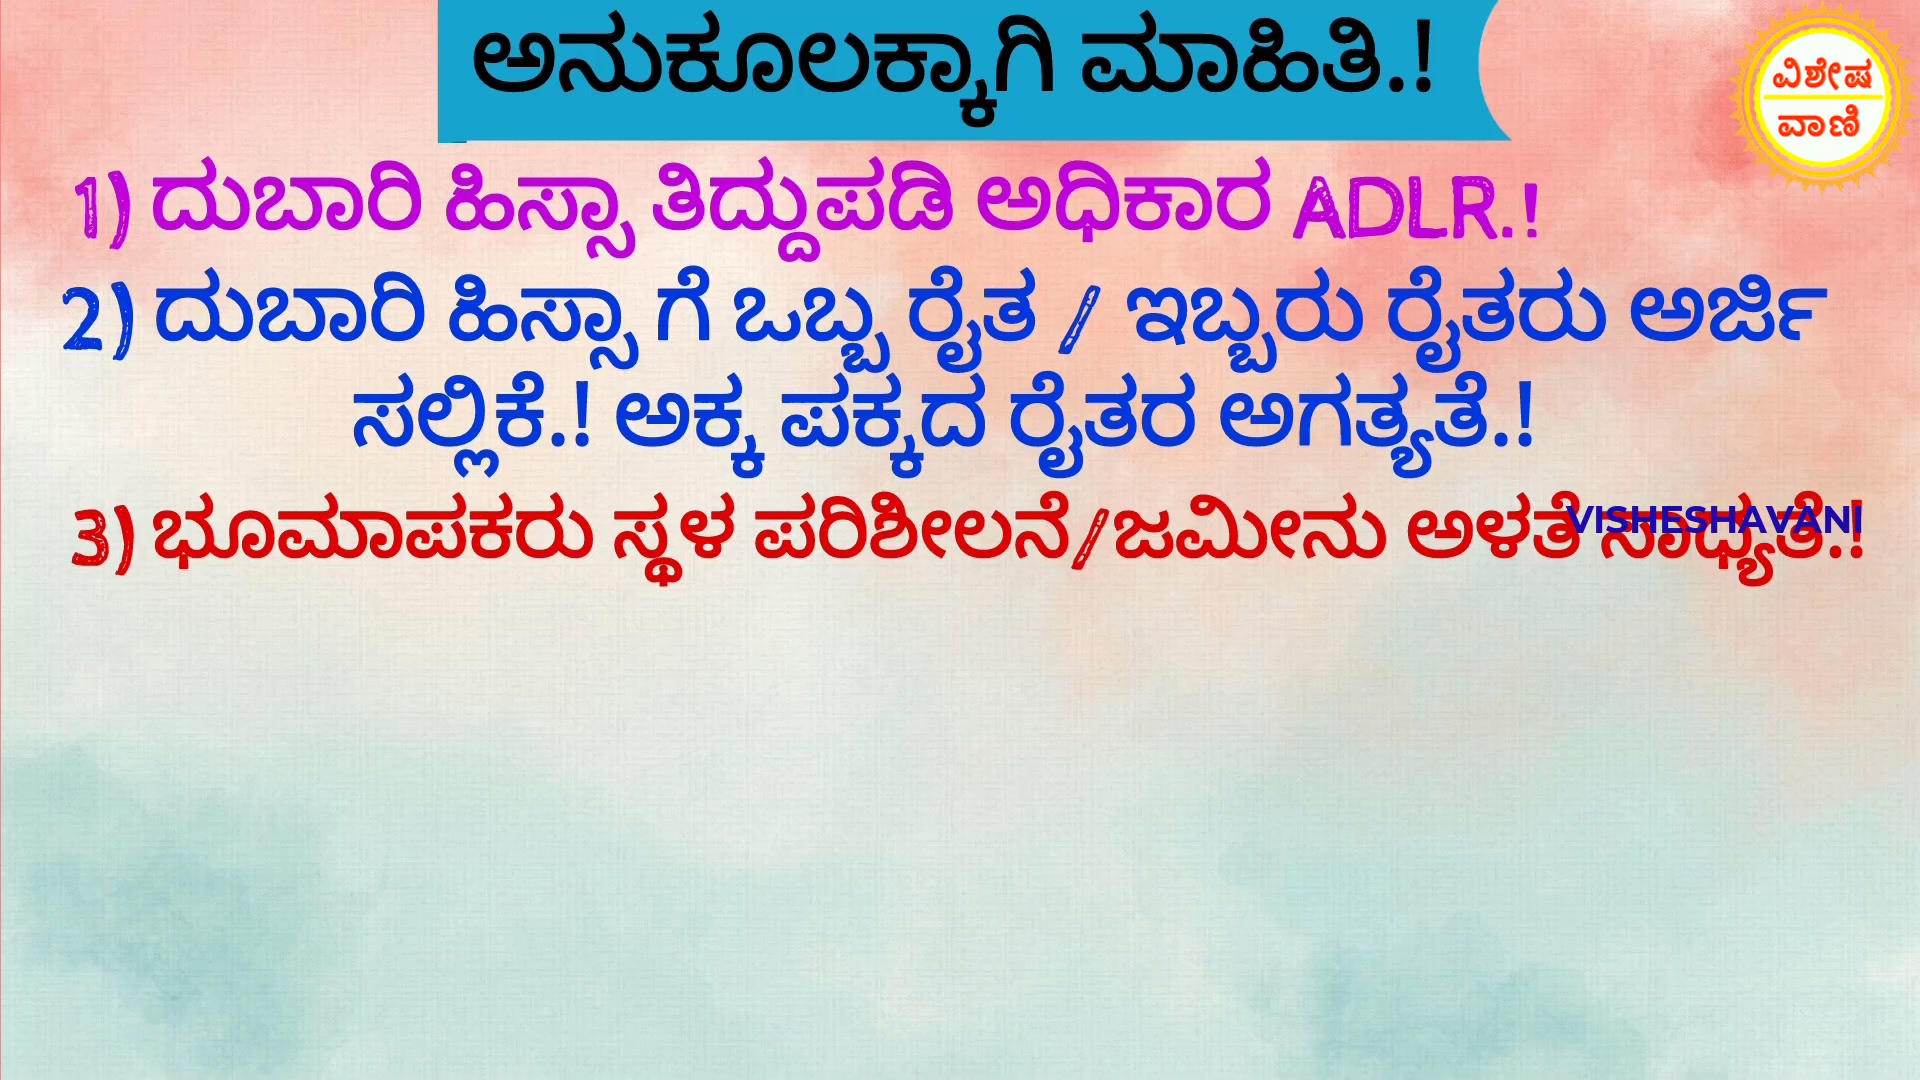 ಅನುಕೂಲಕ್ಕಾಗಿ ಮಾಹಿತಿ.!
ವಿಶೇಷ
ವಾಣಿ
1) ದುಬಾರಿ ಹಿಸ್ಸಾ ತಿದ್ದುಪಡಿ ಅಧಿಕಾರ ADLR.!
2) ದುಬಾರಿ ಹಿಸ್ಸಾ ಗೆ ಒಬ್ಬ ರೈತ / ಇಬ್ಬರು ರೈತರು ಅರ್ಜಿ
ಸಲ್ಲಿಕೆ.! ಅಕ್ಕ ಪಕ್ಕದ ರೈತರ ಅಗತ್ಯತೆ.!
3) ಭೂಮಾಪಕರು ಸ್ಥಳ ಪರಿಶೀಲನೆ/ಜಮೀನು ಅಳತೆ ಸಾಧ್ಯತೆ.!
VISHESHAVANI